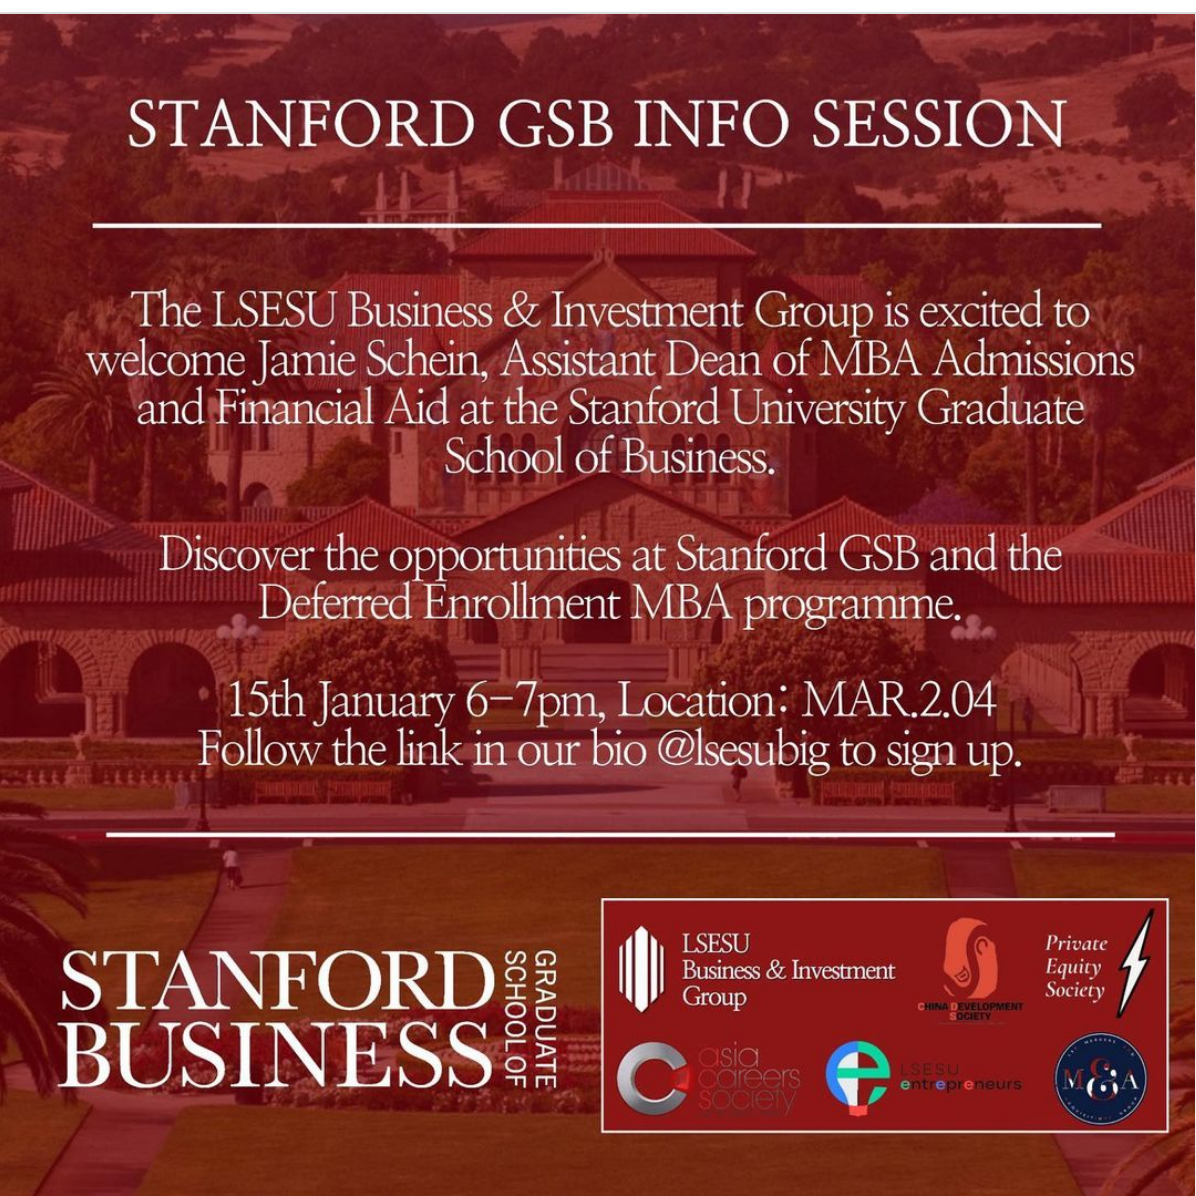 STANFORD GSB INFO SESSION
The LSESU Business & Investment Group is excited to
welcome Jamie Schein, Assistant Dean of MBA Admissions
and Financial Aid at the Stanford University Graduate
School of Business.
Discover the opportunities at Stanford GSB and the
Deferred Enrollment MBA programme.
15th January 6-7pm, Location: MAR.2.04
Follow the link in our bio @lsesubig to sign up.
STANFORD
BUSINESS
GRADUATE
SCHOOL OF
LSESU
Business & Investment
Group
CHINA DEVELOPMENT
SOCIETY
Private
Equity
Society
asia
careers
society
LSESU
entrepreneurs
M&A